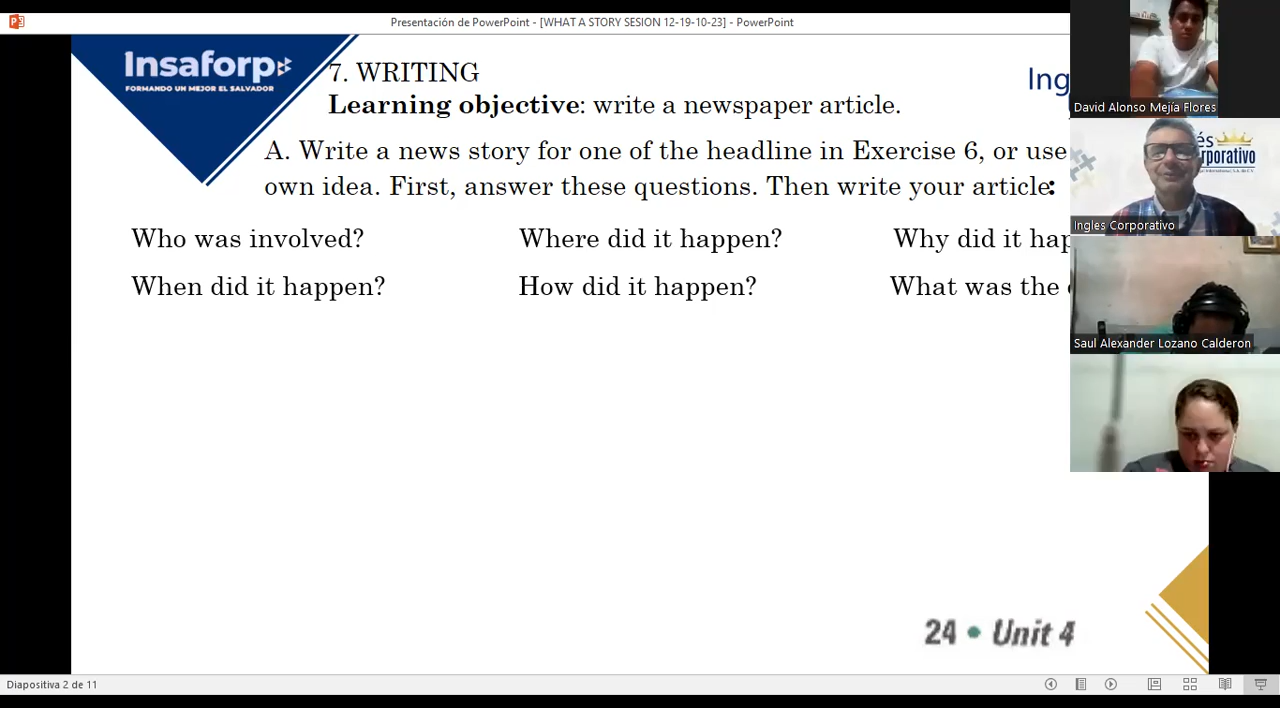 Presentación de PowerPoint - [WHAT A STORY SESION 12-19-10-23] - PowerPoint
Insaforp
FORMANDO UN MEJOR EL SALVADOR
7. WRITING
Ing
Learning objective: write a newspaper article.
A. Write a news story for one of the headline in Exercise 6, or use
own idea. First, answer these questions. Then write your article:
Who was involved? Where did it happen? Why did it hap
When did it happen? How did it happen? What was the
24 • Unit 4
Diapositiva 2 de 11
David Alonso Mejía Flores
és
orporativo
Ingles Corporativo
Saul Alexander Lozano Calderon